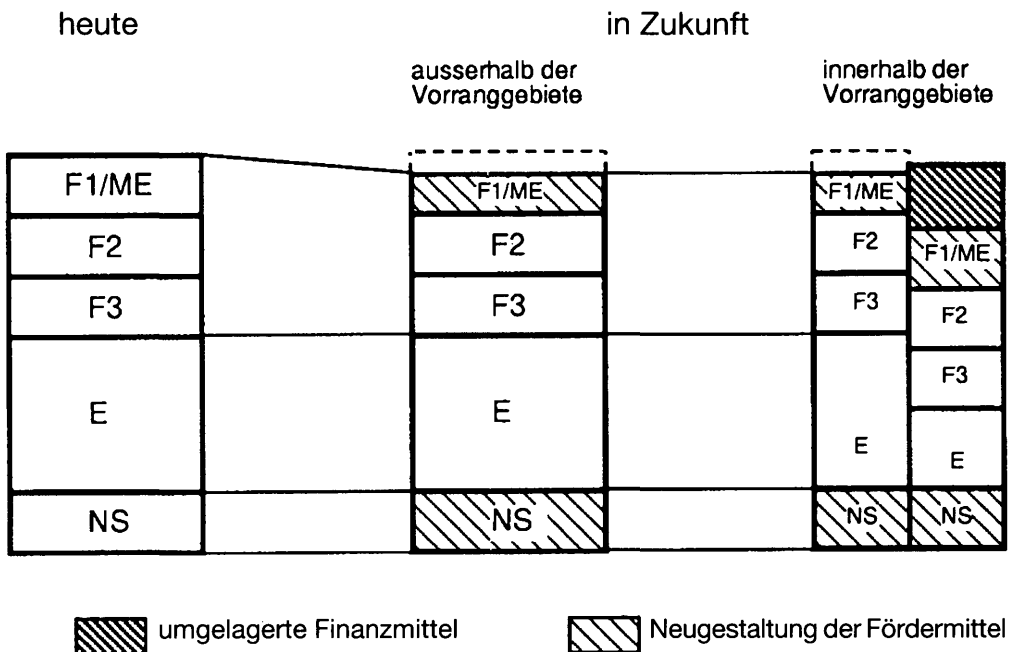 heute
in Zukunft
ausserhalb der
Vorranggebiete
innerhalb der
Vorranggebiete
F1/ME
F2
F3
E
NS
F1/ME
F2
F3
E
NS
F1/ME
F2
F3
E
NS
F1/ME
F2
F3
E
NS
umgelagerte Finanzmittel
Neugestaltung der Fördermittel